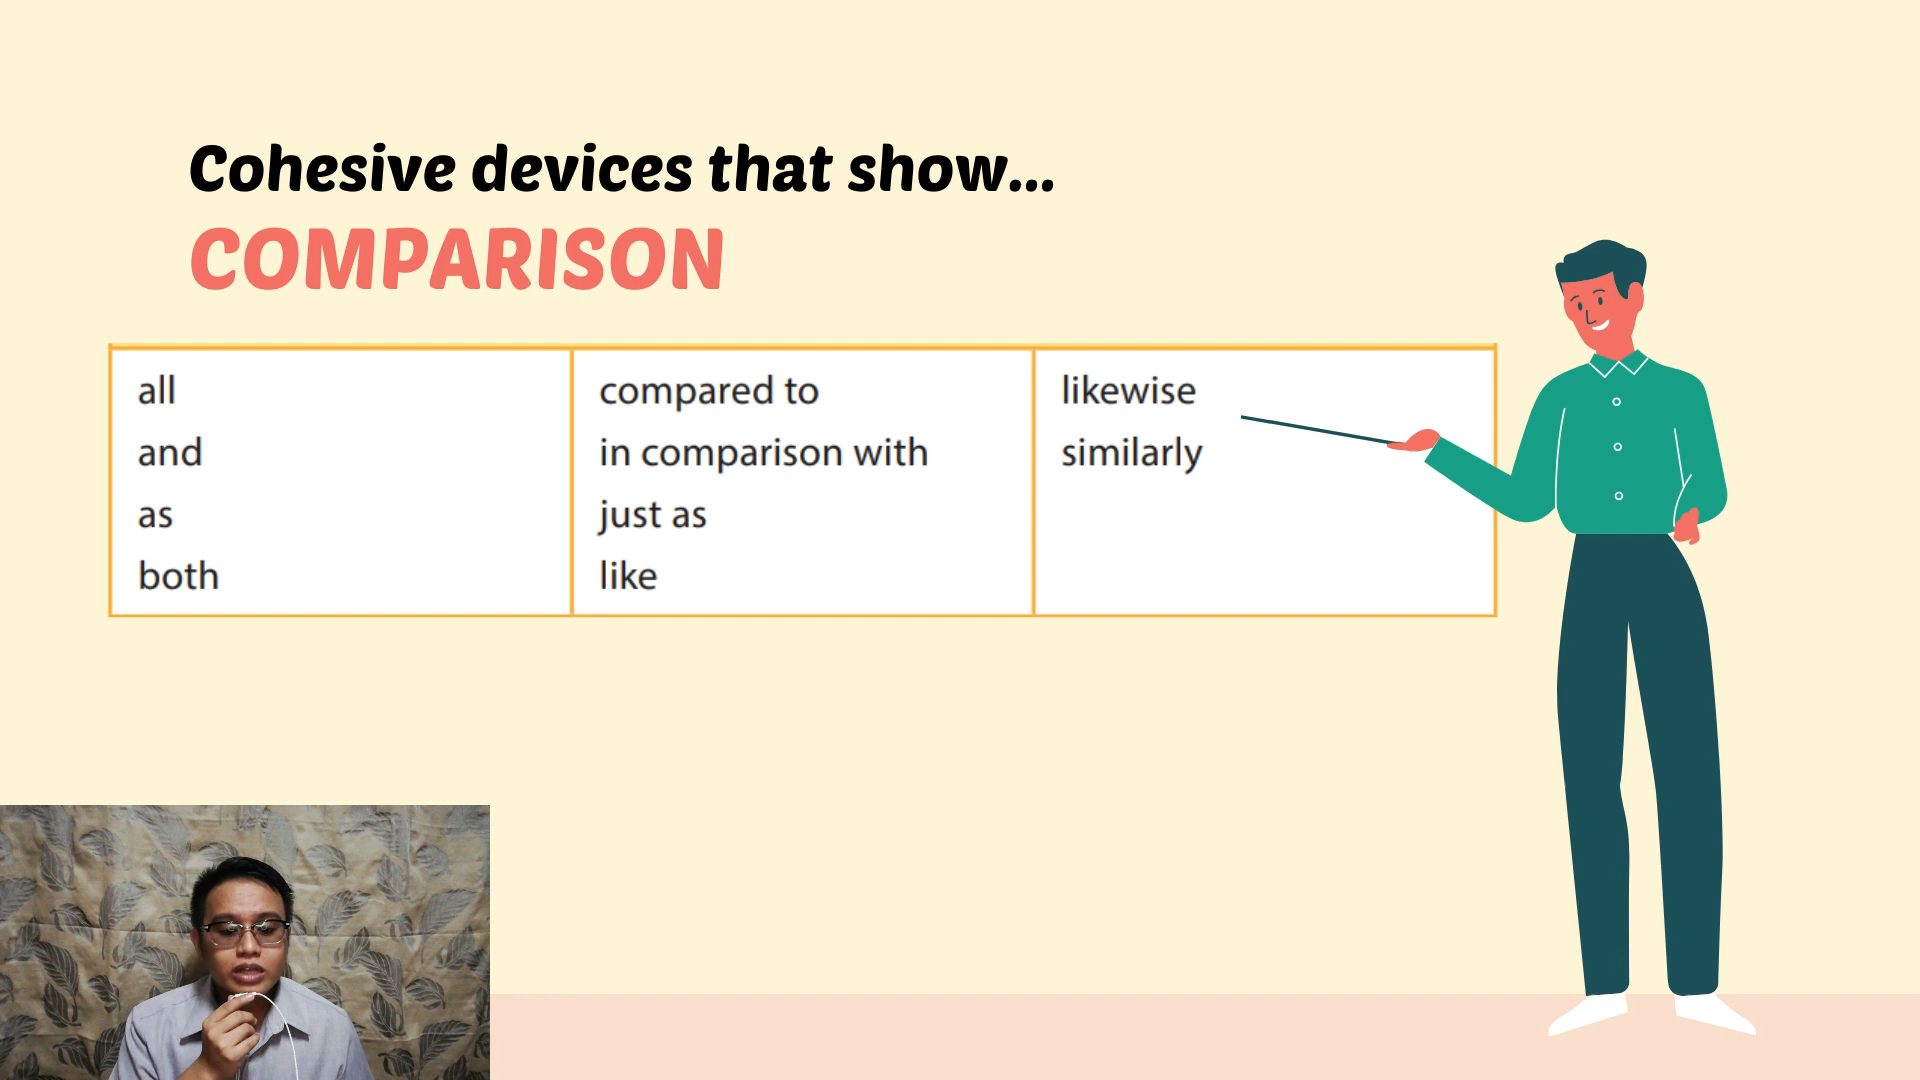 Cohesive devices that show...
COMPARISON
all
and
as
both
compared to
in comparison with
just as
like
likewise
similarly